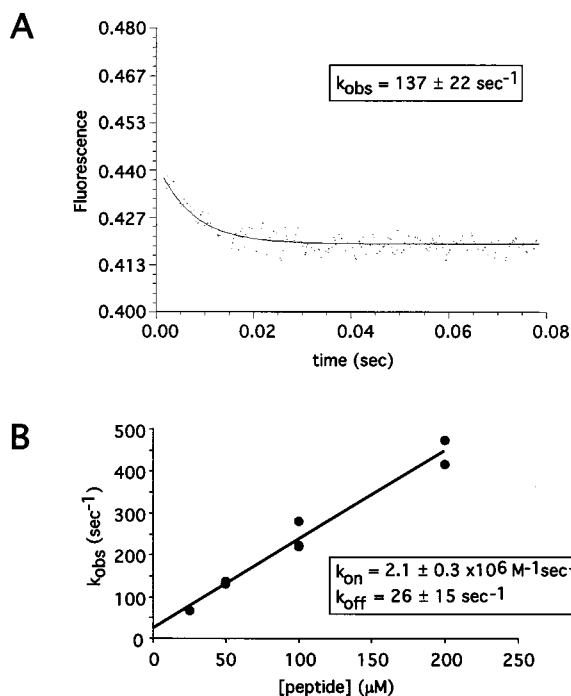 A
0.480
0.467
0.453
0.440
0.427
0.413
0.400
Fluorescence
kobs = 137 ± 22 sec-1
0.00 0.02 0.04 0.06 0.08
time (sec)
B
500
400
300
200
100
0
kobs (sec-1)
kon = 2.1 ± 0.3 x106 M-1sec-
koff = 26 ± 15 sec-1
0 50 100 150 200 250
[peptide] (μM)